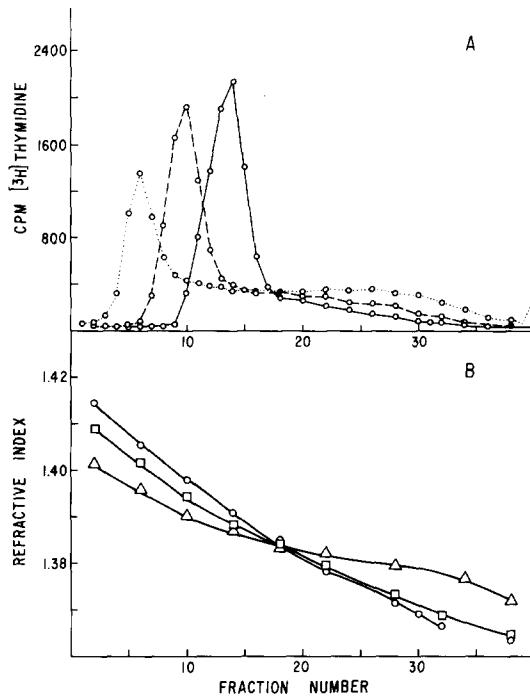 A
2400
1600
800
CPM [3H] THYMIDINE
10
20
30
B
1.42
1.40
1.38
REFRACTIVE INDEX
10
20
30
FRACTION NUMBER